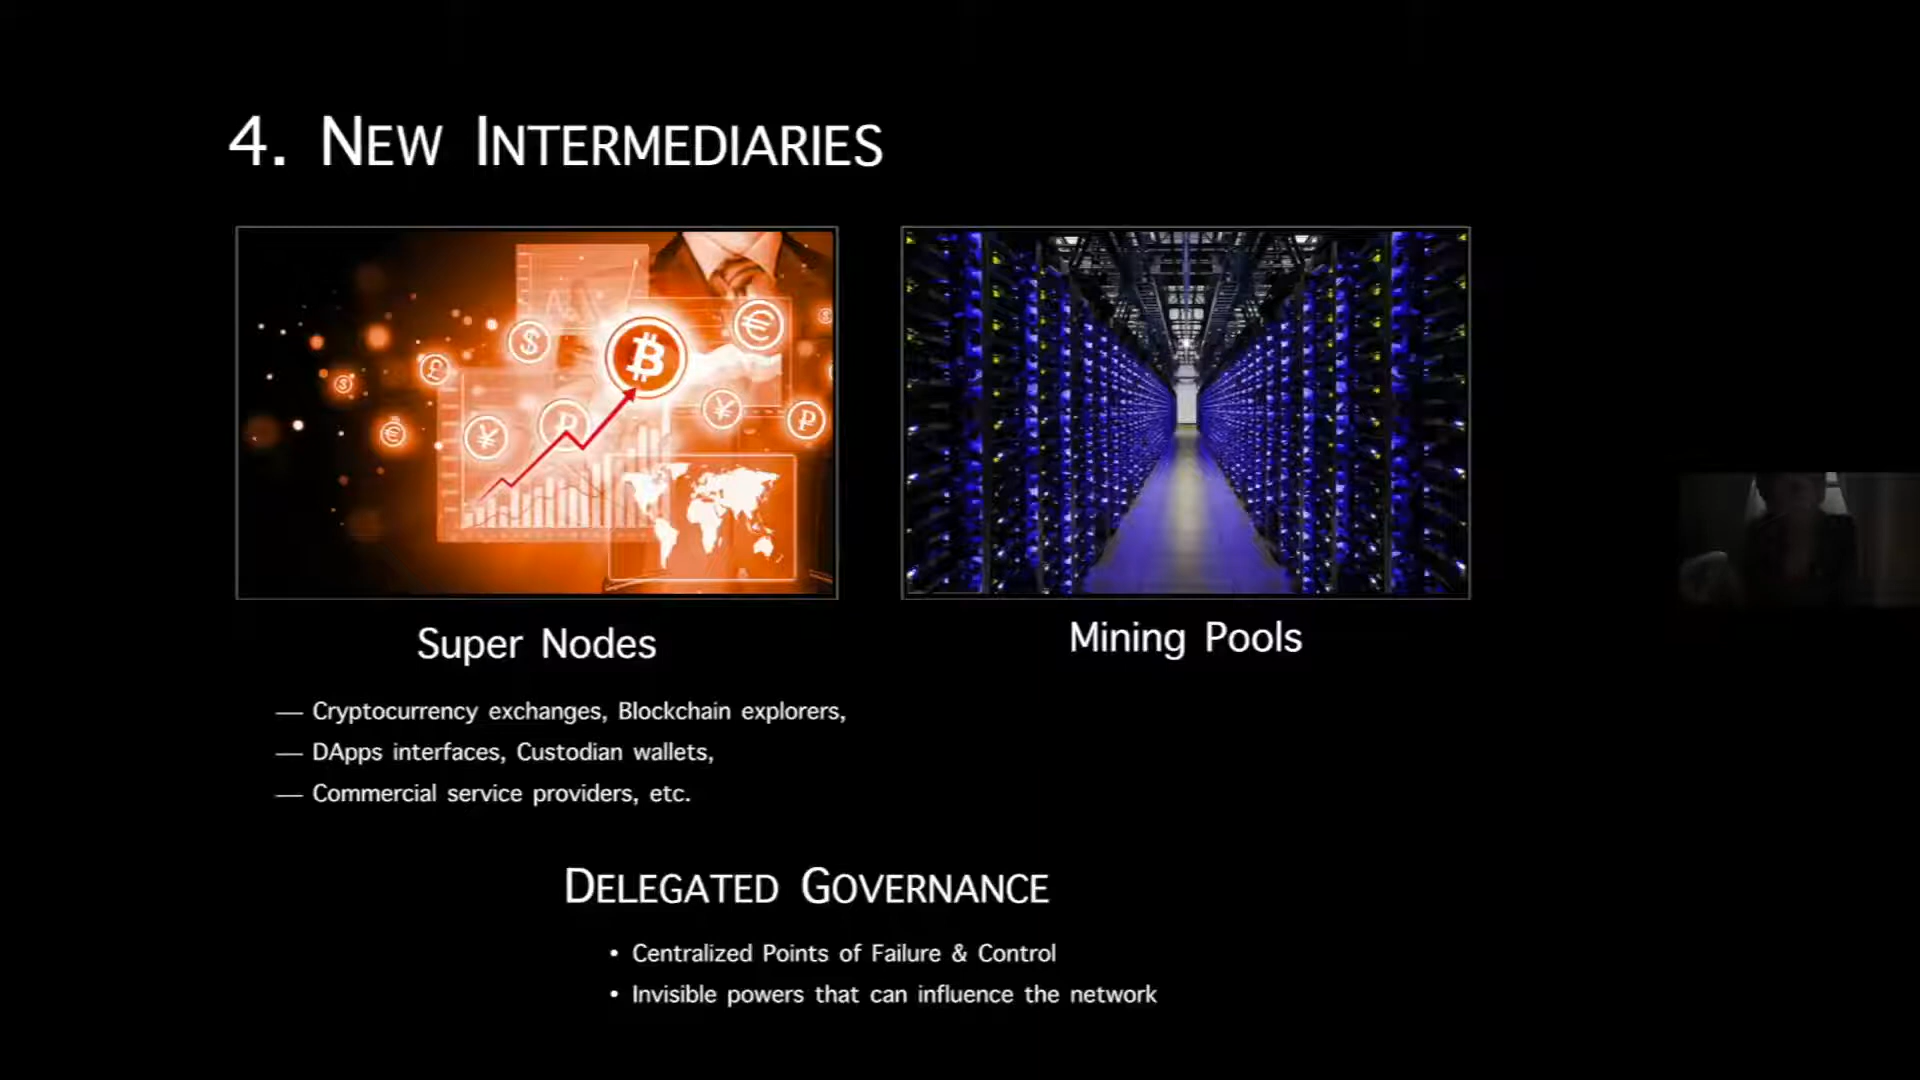 4. NEW INTERMEDIARIES
Super Nodes
Mining Pools
— Cryptocurrency exchanges, Blockchain explorers,
— DApps interfaces, Custodian wallets,
— Commercial service providers, etc.
DELEGATED GOVERNANCE
• Centralized Points of Failure & Control
• Invisible powers that can influence the network